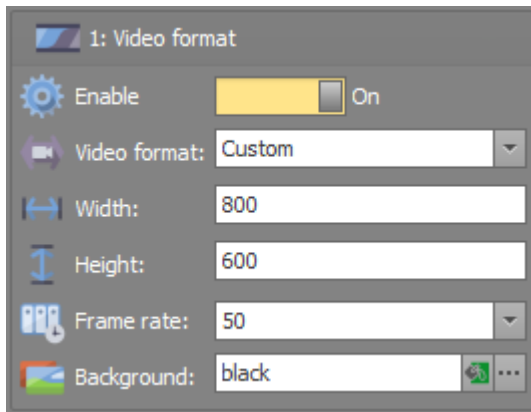 1: Video format
Enable On
Video format: Custom
Width: 800
Height: 600
Frame rate: 50
Background: black ...